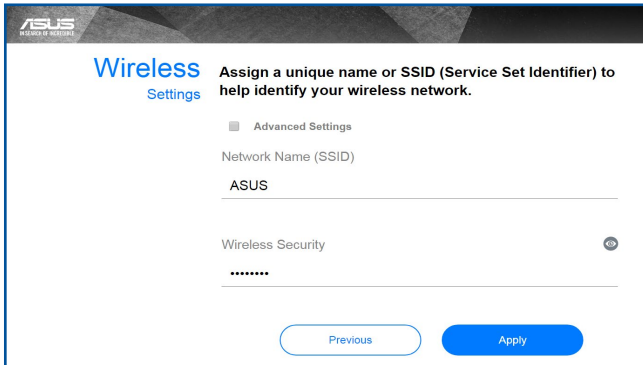 ASUS
IN SEARCH OF INCREDIBLE
Wireless
Settings
Assign a unique name or SSID (Service Set Identifier) to
help identify your wireless network.
Advanced Settings
Network Name (SSID)
ASUS
Wireless Security
••••••••
Previous
Apply